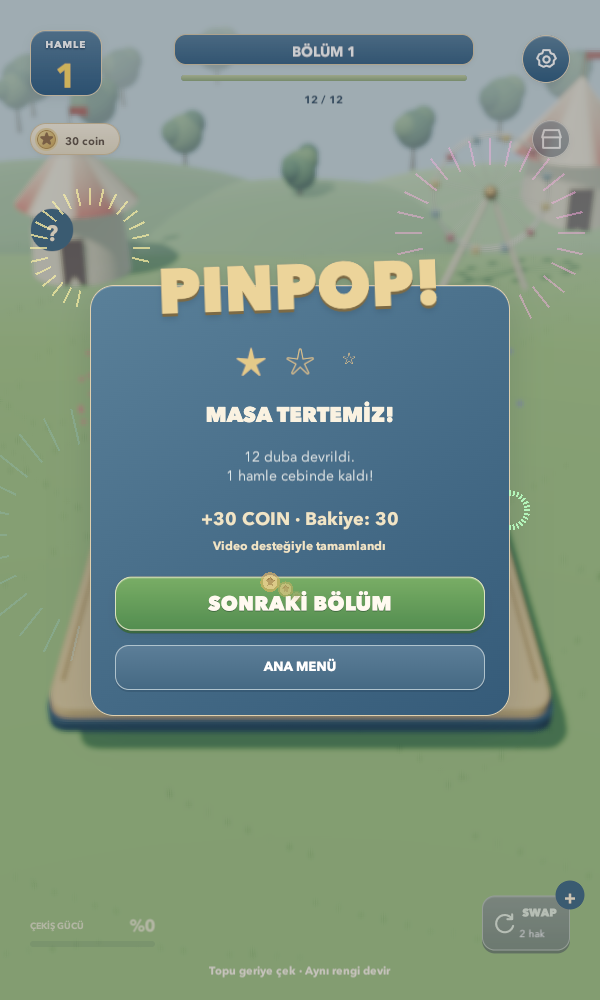 HAMLE
1
BÖLÜM 1
12 / 12
30 coin
?
PINPOP!
MASA TERTEMİZ!
12 duba devrildi.
1 hamle cebinde kaldı!
+30 COIN · Bakiye: 30
Video desteğiyle tamamlandı
SONRAKİ BÖLÜM
ANA MENÜ
ÇEKİŞ GÜCÜ
%0
+
SWAP
2 hak
Topu geriye çek · Aynı rengi devir